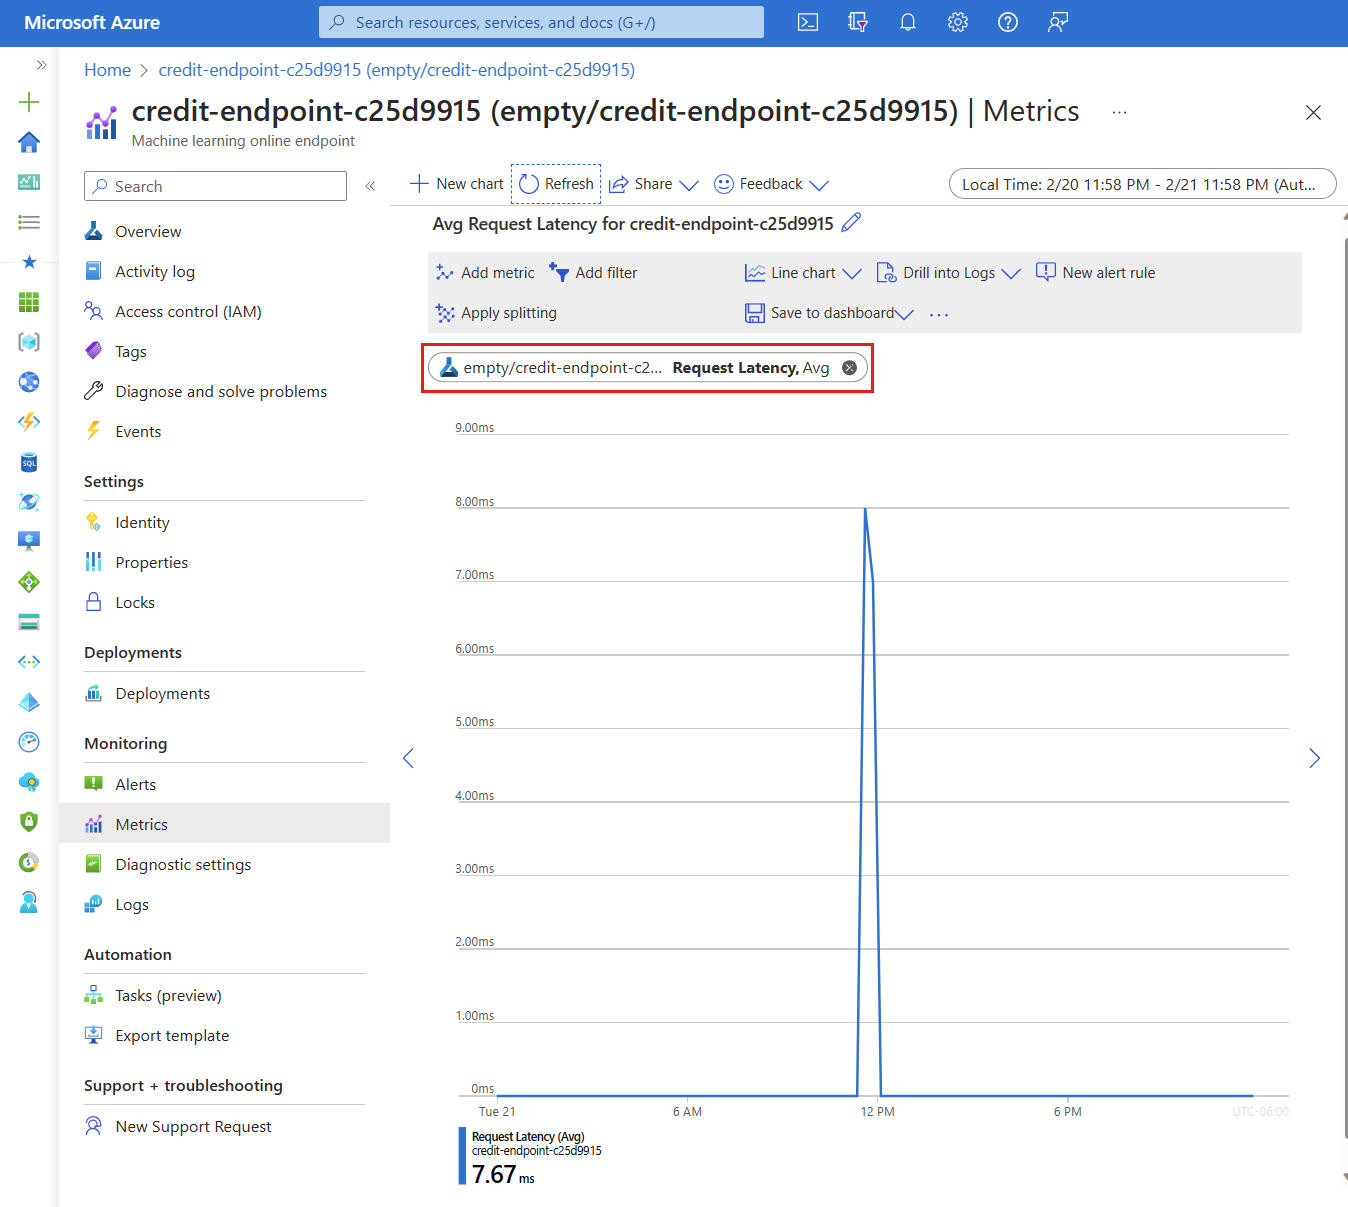 Microsoft Azure
Search resources, services, and docs (G+/)
Home > credit-endpoint-c25d9915 (empty/credit-endpoint-c25d9915)
credit-endpoint-c25d9915 (empty/credit-endpoint-c25d9915) | Metrics ...
Machine learning online endpoint
Search
Overview
Activity log
Access control (IAM)
Tags
Diagnose and solve problems
Events
Settings
Identity
Properties
Locks
Deployments
Deployments
Monitoring
Alerts
Metrics
Diagnostic settings
Logs
Automation
Tasks (preview)
Export template
Support + troubleshooting
New Support Request
New chart Refresh Share Feedback
Local Time: 2/20 11:58 PM - 2/21 11:58 PM (Aut...
Avg Request Latency for credit-endpoint-c25d9915
Add metric Add filter Line chart Drill into Logs New alert rule
Apply splitting Save to dashboard ...
empty/credit-endpoint-c2... Request Latency, Avg
9.00ms
8.00ms
7.00ms
6.00ms
5.00ms
4.00ms
3.00ms
2.00ms
1.00ms
0ms
Tue 21 6 AM 12 PM 6 PM UTC-06:00
Request Latency (Avg)
credit-endpoint-c25d9915
7.67 ms